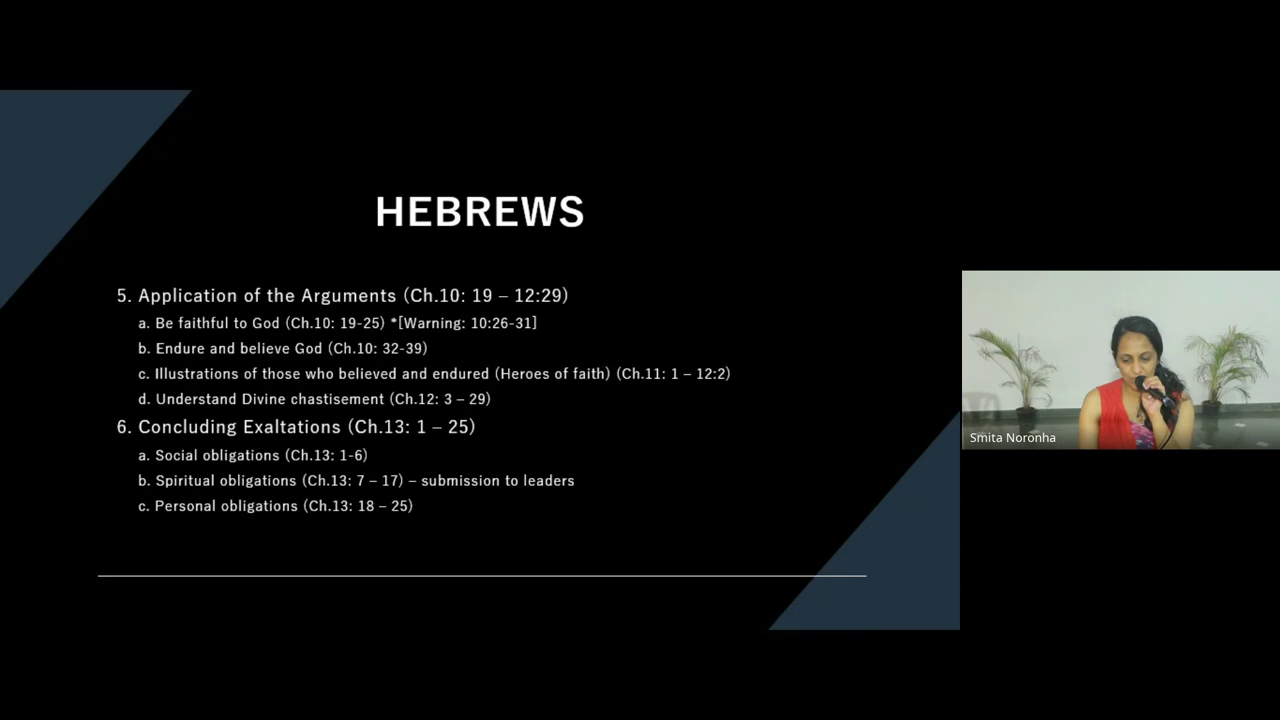 HEBREWS
5. Application of the Arguments (Ch.10: 19 – 12:29)
a. Be faithful to God (Ch.10: 19-25) *[Warning: 10:26-31]
b. Endure and believe God (Ch.10: 32-39)
c. Illustrations of those who believed and endured (Heroes of faith) (Ch.11: 1 – 12:2)
d. Understand Divine chastisement (Ch.12: 3 – 29)
6. Concluding Exaltations (Ch.13: 1 – 25)
a. Social obligations (Ch.13: 1-6)
b. Spiritual obligations (Ch.13: 7 – 17) – submission to leaders
c. Personal obligations (Ch.13: 18 – 25)
Smita Noronha